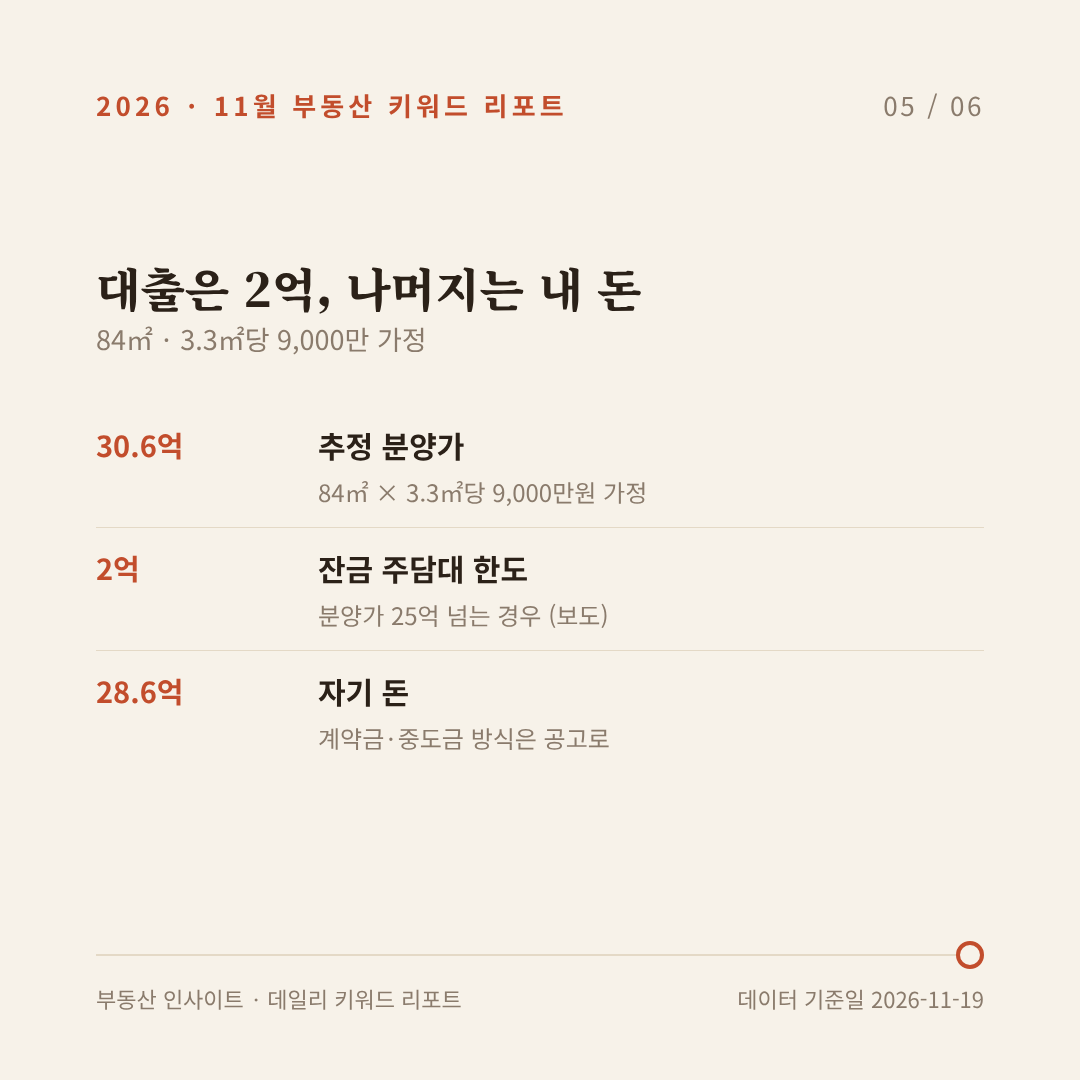 2026 · 11월 부동산 키워드 리포트
05 / 06
대출은 2억, 나머지는 내 돈
84㎡ · 3.3㎡당 9,000만 가정
30.6억
추정 분양가
84㎡ × 3.3㎡당 9,000만원 가정
2억
잔금 주담대 한도
분양가 25억 넘는 경우 (보도)
28.6억
자기 돈
계약금·중도금 방식은 공고로
부동산 인사이트 · 데일리 키워드 리포트
데이터 기준일 2026-11-19